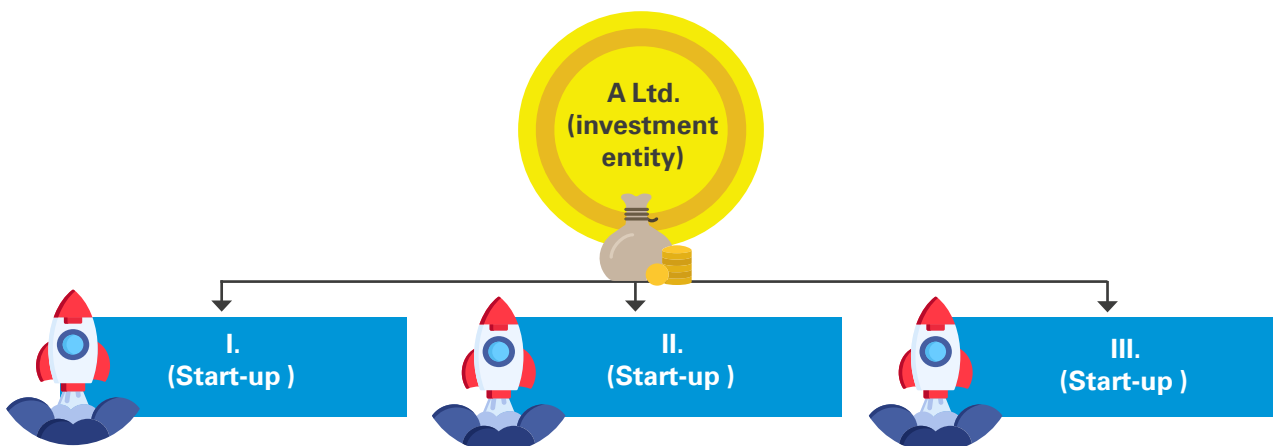 A Ltd.
(investment
entity)
I.
(Start-up )
II.
(Start-up )
III.
(Start-up )